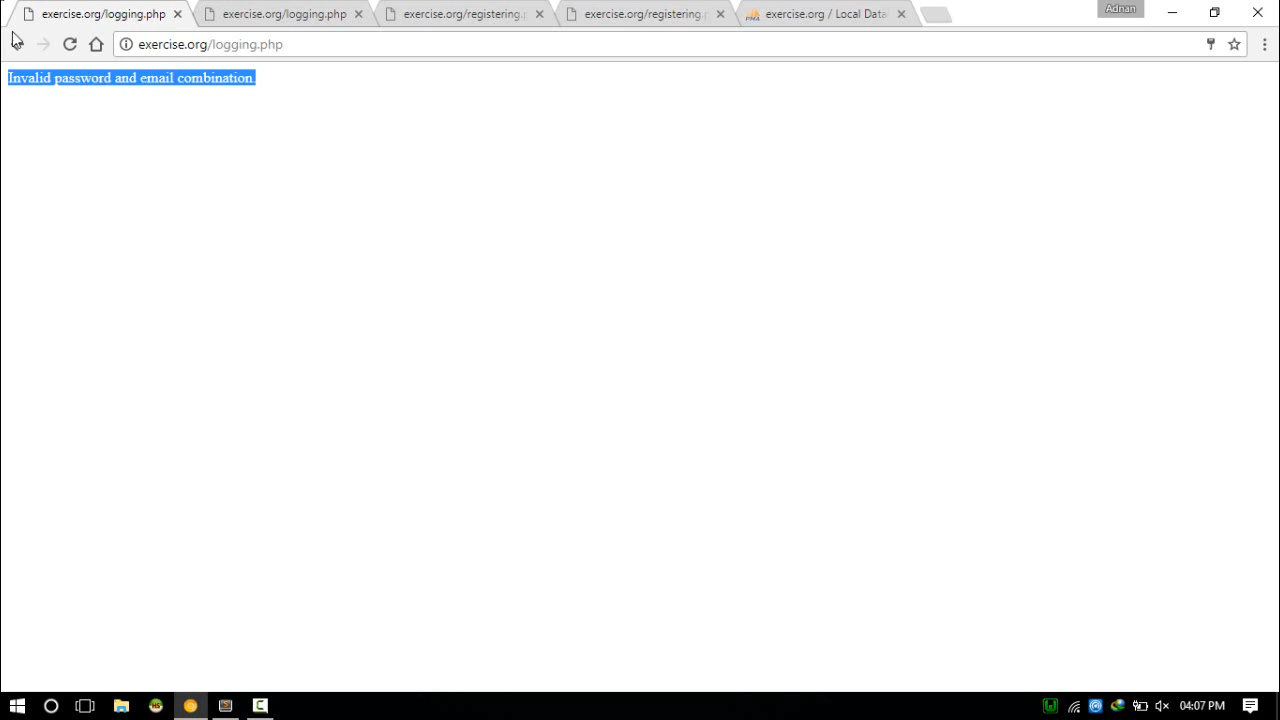 exercise.org/logging.php
exercise.org/logging.php
exercise.org/registering.
exercise.org/registering.
exercise.org / Local Data
Adnan
exercise.org/logging.php
Invalid password and email combination.
04:07 PM